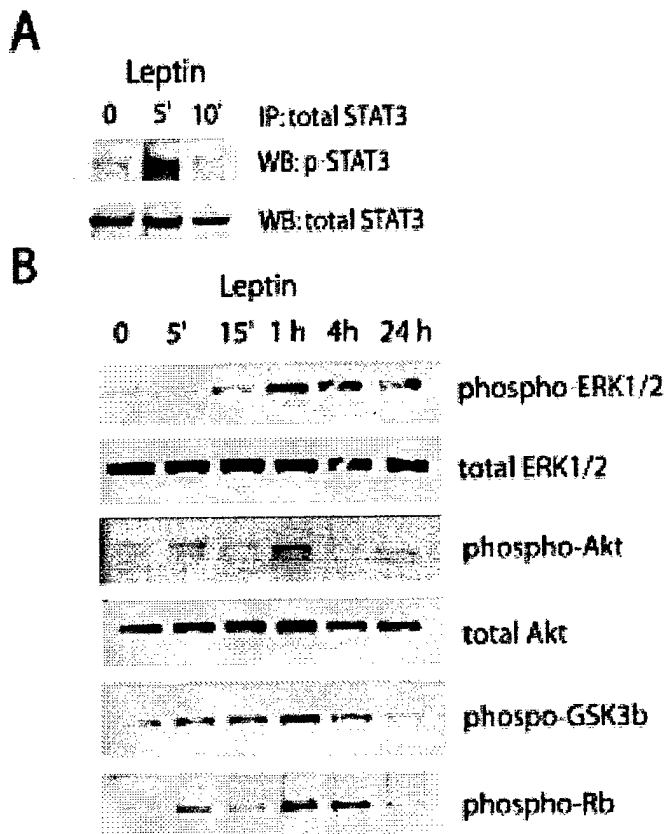 A
Leptin
0 5' 10' IP: total STAT3
WB: p-STAT3
WB: total STAT3
B
Leptin
0 5' 15' 1 h 4h 24 h
phospho-ERK1/2
total ERK1/2
phospho-Akt
total Akt
phospo-GSK3b
phospho-Rb